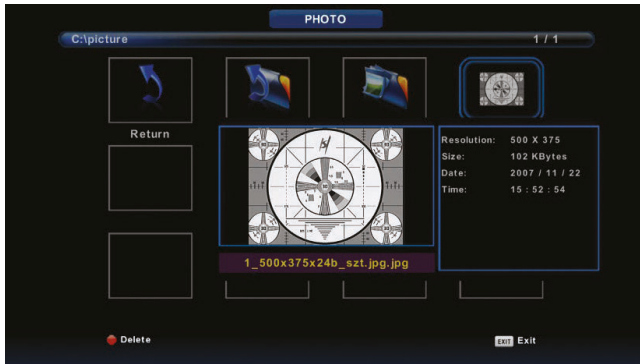 PHOTO
C:\picture 1 / 1
Return
Resolution: 500 X 375
Size: 102 KBytes
Date: 2007 / 11 / 22
Time: 15 : 52 : 54
1_500x375x24b_szt.jpg.jpg
Delete EXIT Exit